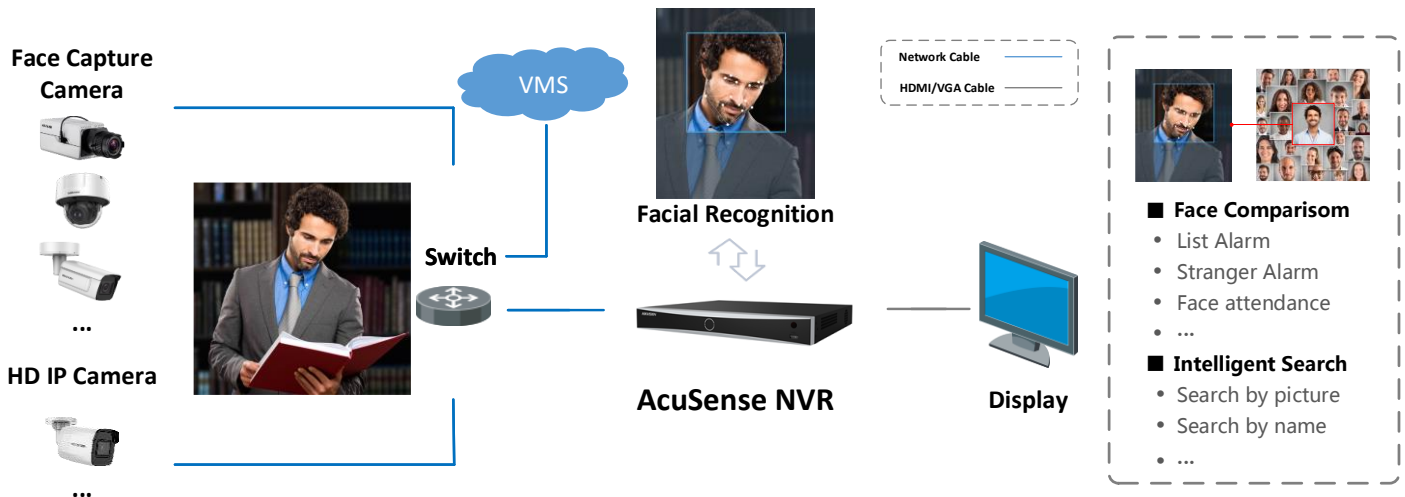 Face Capture
Camera
...
HD IP Camera
...
VMS
Switch
Facial Recognition
AcuSense NVR
Display
Network Cable
HDMI/VGA Cable
■ Face Comparisom
• List Alarm
• Stranger Alarm
• Face attendance
• ...
■ Intelligent Search
• Search by picture
• Search by name
• ...